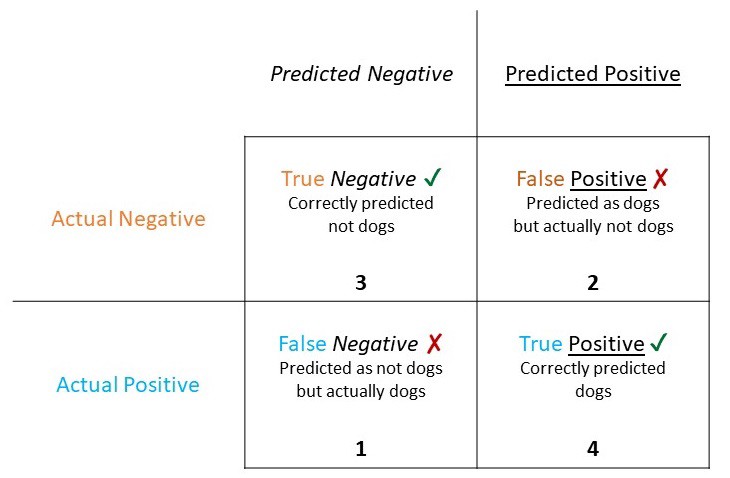 Predicted Negative
Predicted Positive
Actual Negative
True Negative ✓
Correctly predicted
not dogs
3
False Positive ✗
Predicted as dogs
but actually not dogs
2
Actual Positive
False Negative ✗
Predicted as not dogs
but actually dogs
1
True Positive ✓
Correctly predicted
dogs
4